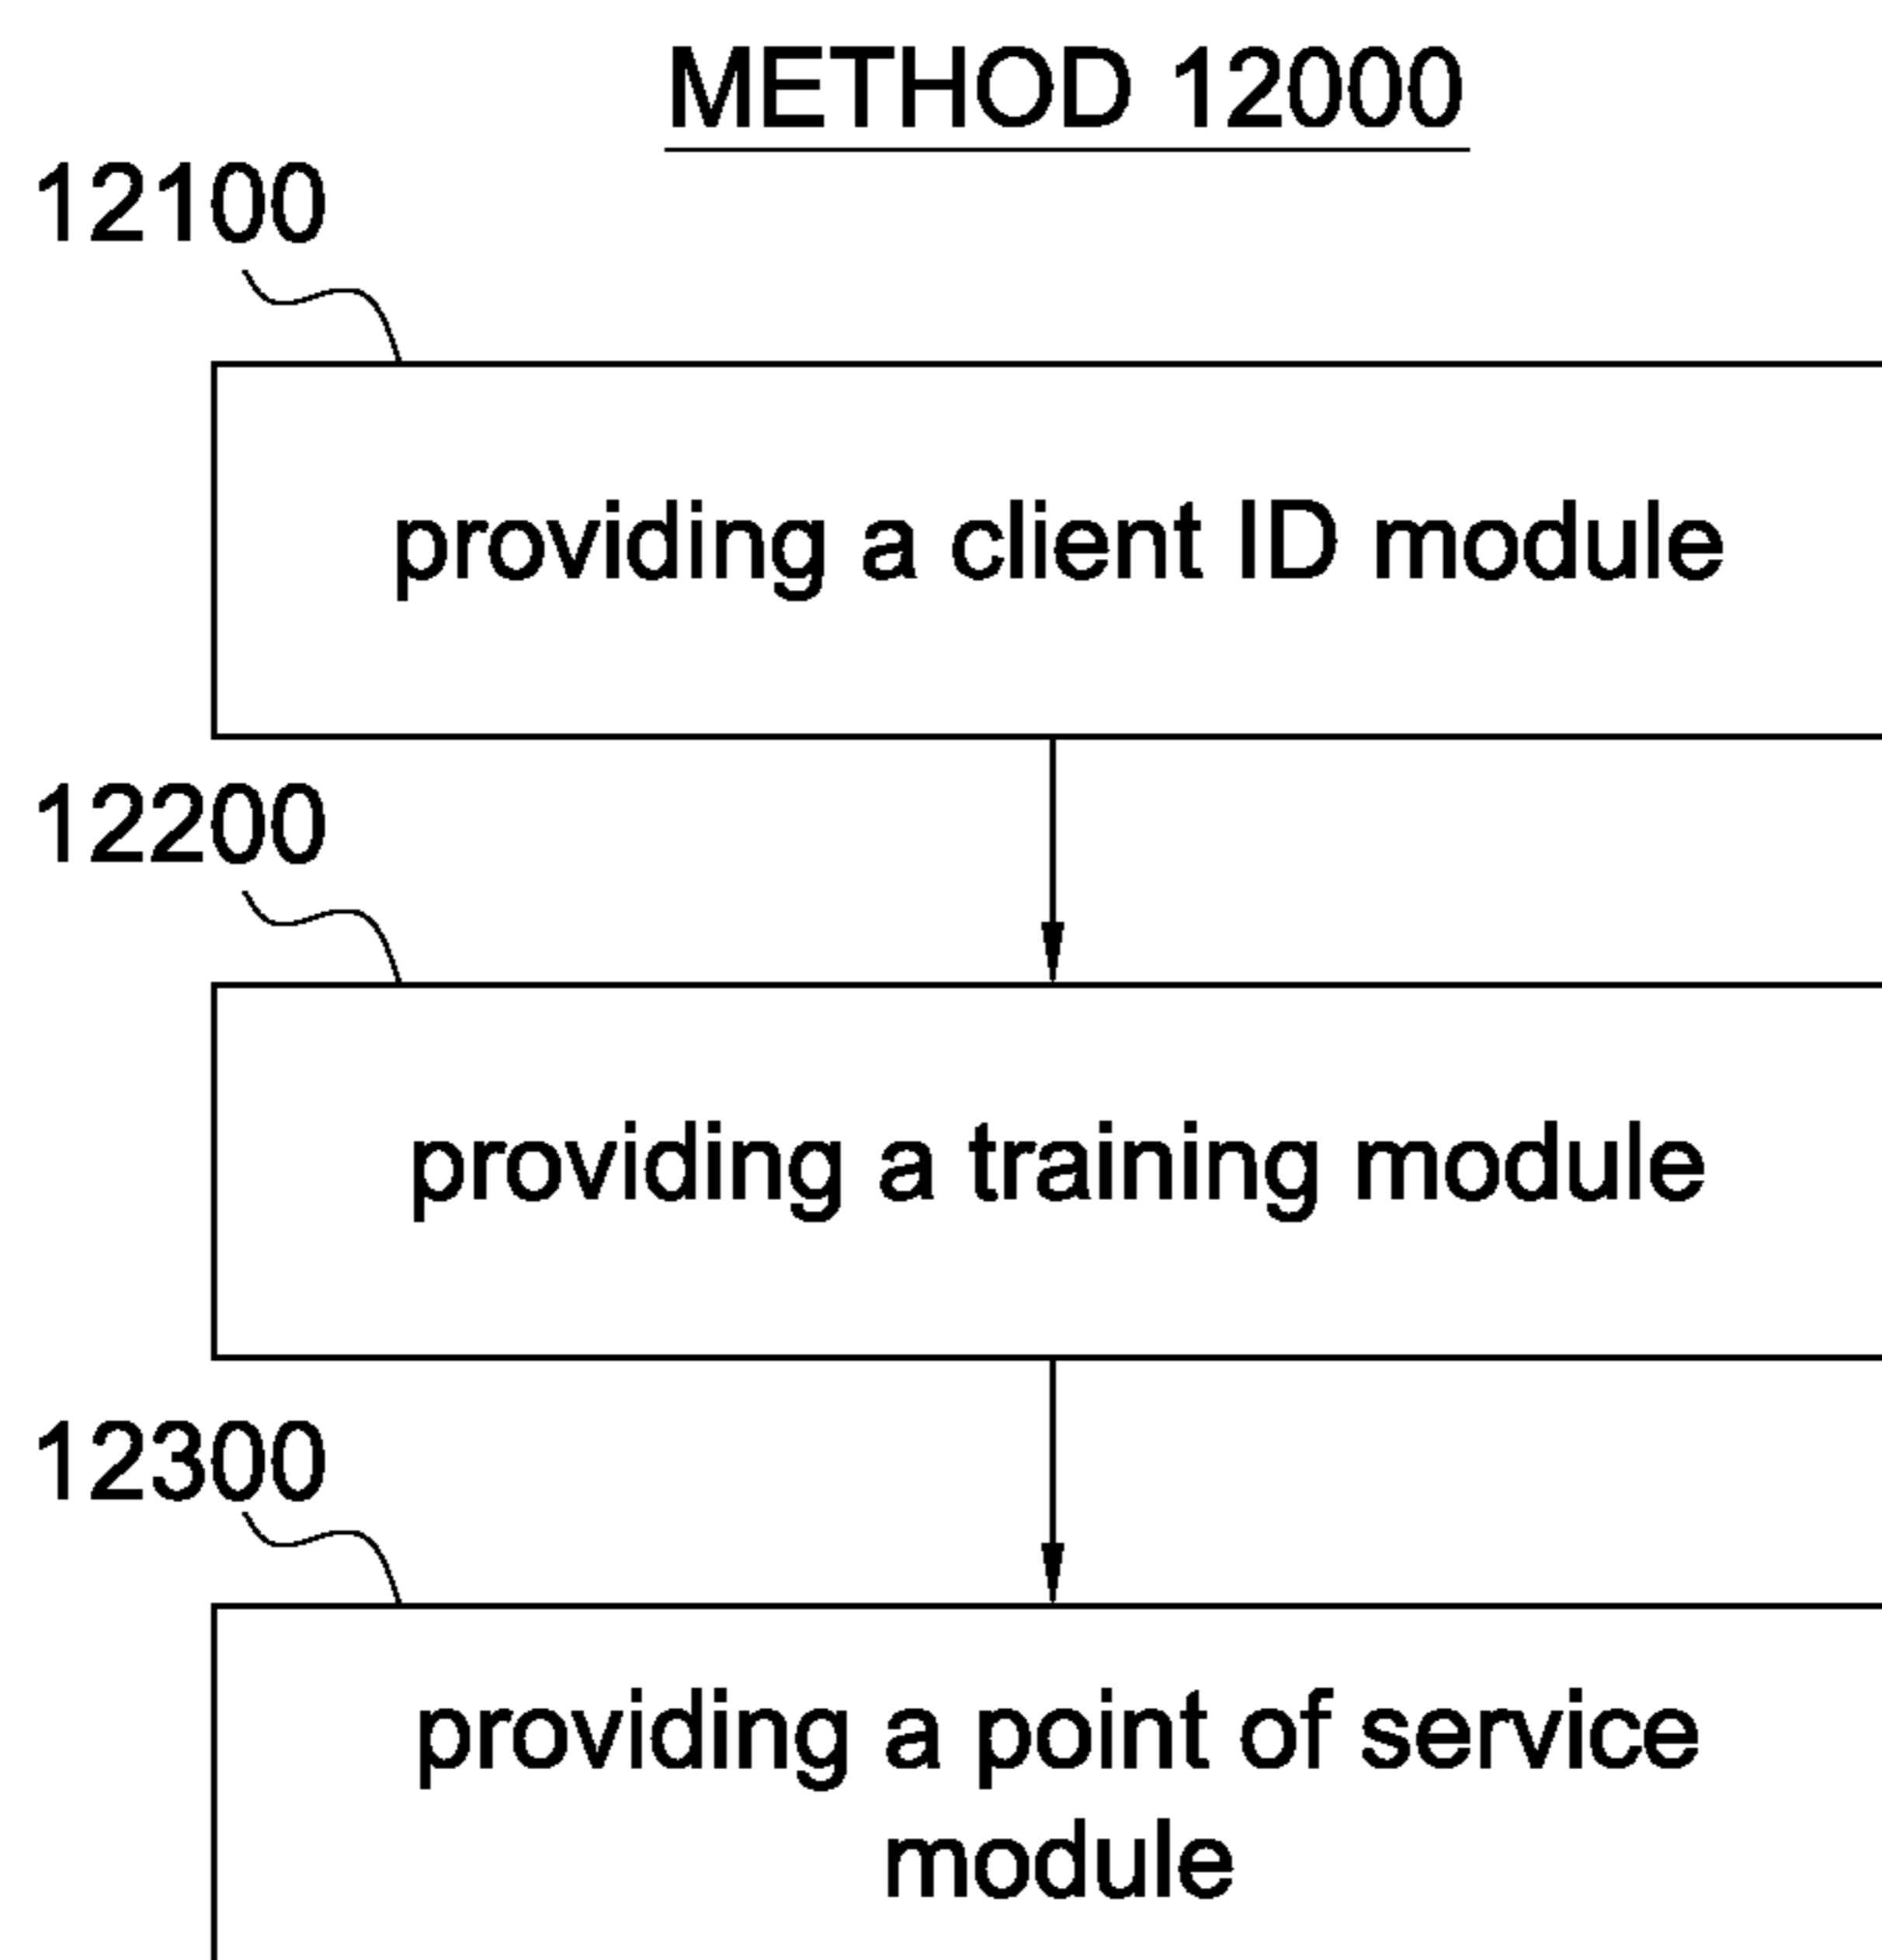 METHOD 12000
12100
providing a client ID module
12200
providing a training module
12300
providing a point of service
module